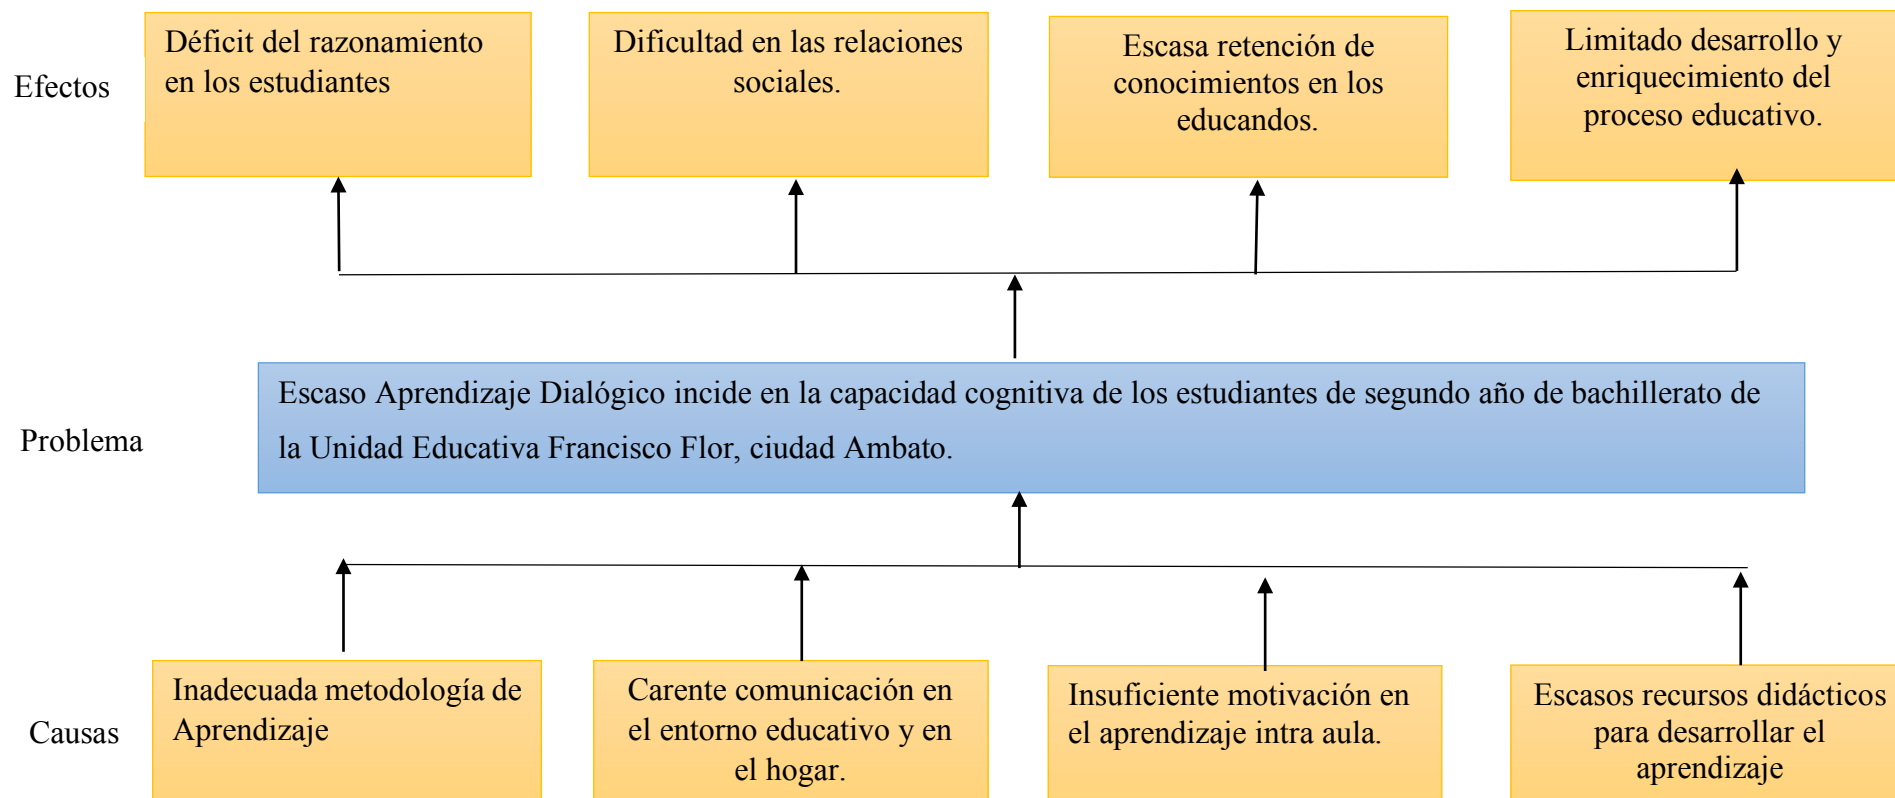 Efectos
Déficit del razonamiento
en los estudiantes
Dificultad en las relaciones
sociales.
Escasa retención de
conocimientos en los
educandos.
Limitado desarrollo y
enriquecimiento del
proceso educativo.
Problema
Escaso Aprendizaje Dialógico incide en la capacidad cognitiva de los estudiantes de segundo año de bachillerato de
la Unidad Educativa Francisco Flor, ciudad Ambato.
Causas
Inadecuada metodología de
Aprendizaje
Carente comunicación en
el entorno educativo y en
el hogar.
Insuficiente motivación en
el aprendizaje intra aula.
Escasos recursos didácticos
para desarrollar el
aprendizaje